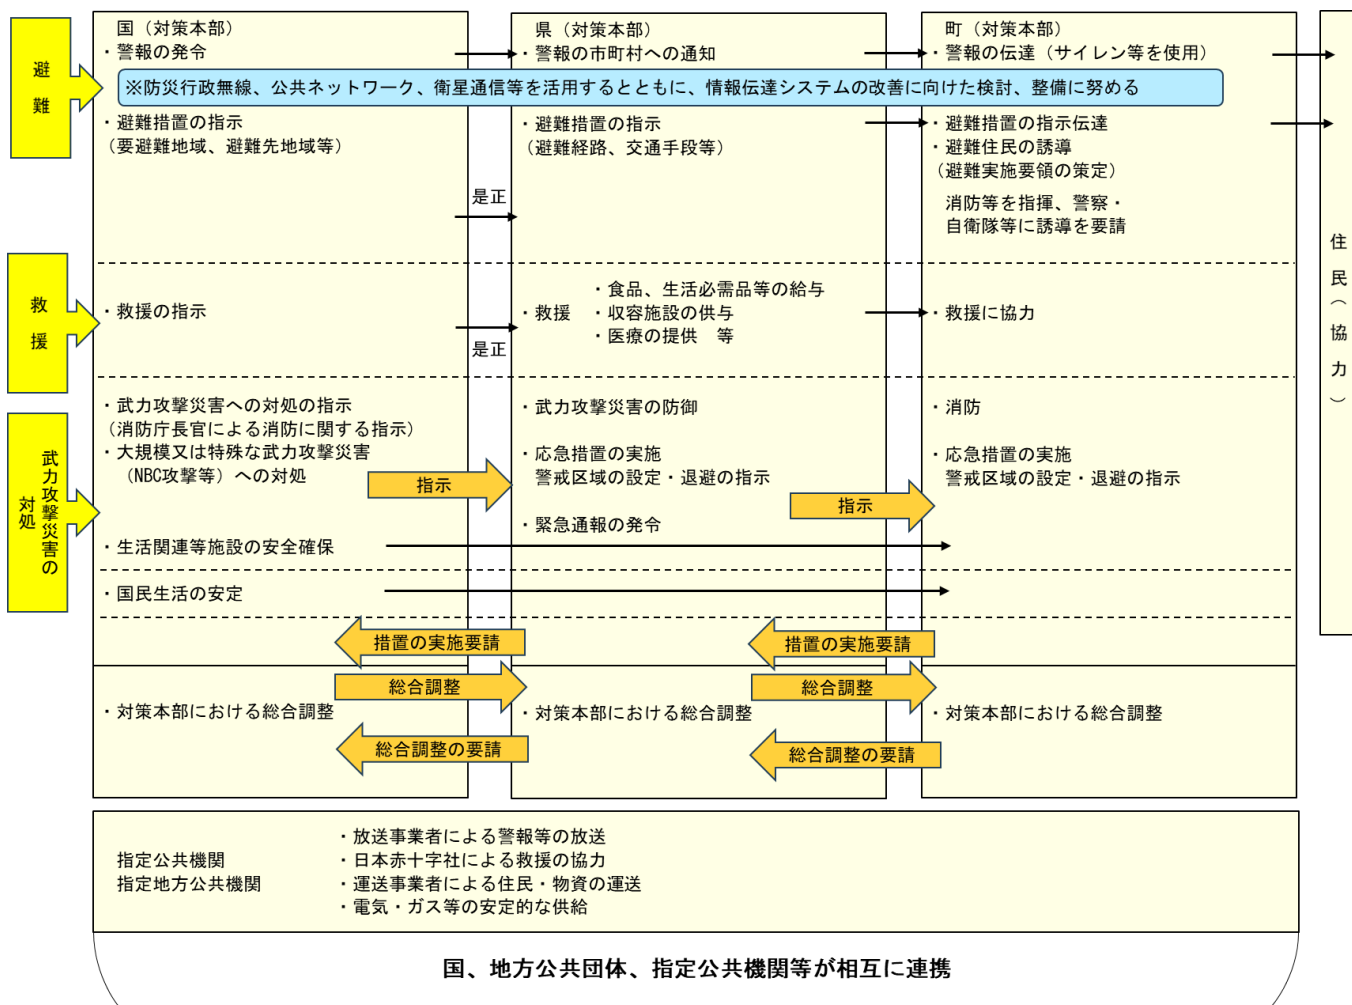 避難
国（対策本部）
・警報の発令
県（対策本部）
・警報の市町村への通知
町（対策本部）
・警報の伝達（サイレン等を使用）
※防災行政無線、公共ネットワーク、衛星通信等を活用するとともに、情報伝達システムの改善に向けた検討、整備に努める
・避難措置の指示
（要避難地域、避難先地域等）
・避難措置の指示
（避難経路、交通手段等）
・避難措置の指示伝達
・避難住民の誘導
（避難実施要領の策定）
消防等を指揮、警察・
自衛隊等に誘導を要請
是正
住民（協力）
救援
・救援の指示
是正
・救援
・食品、生活必需品等の給与
・収容施設の供与
・医療の提供　等
・救援に協力
武力攻撃災害の
対処
・武力攻撃災害への対処の指示
（消防庁長官による消防に関する指示）
・大規模又は特殊な武力攻撃災害
（NBC攻撃等）への対処
指示
・武力攻撃災害の防御
・応急措置の実施
警戒区域の設定・退避の指示
・緊急通報の発令
指示
・消防
・応急措置の実施
警戒区域の設定・退避の指示
・生活関連等施設の安全確保
・国民生活の安定
措置の実施要請
措置の実施要請
総合調整
総合調整
・対策本部における総合調整
・対策本部における総合調整
・対策本部における総合調整
総合調整の要請
総合調整の要請
指定公共機関
指定地方公共機関
・放送事業者による警報等の放送
・日本赤十字社による救援の協力
・運送事業者による住民・物資の運送
・電気・ガス等の安定的な供給
国、地方公共団体、指定公共機関等が相互に連携